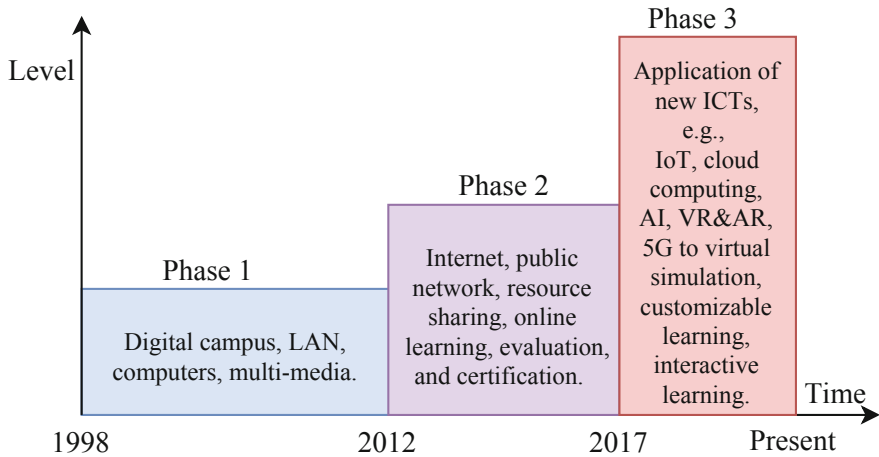 Level
Phase 1
Digital campus, LAN,
computers, multi-media.
Phase 2
Internet, public
network, resource
sharing, online
learning, evaluation,
and certification.
Phase 3
Application of
new ICTs,
e.g.,
IoT, cloud
computing,
AI, VR&AR,
5G to virtual
simulation,
customizable
learning,
interactive
learning.
Time
1998
2012
2017
Present